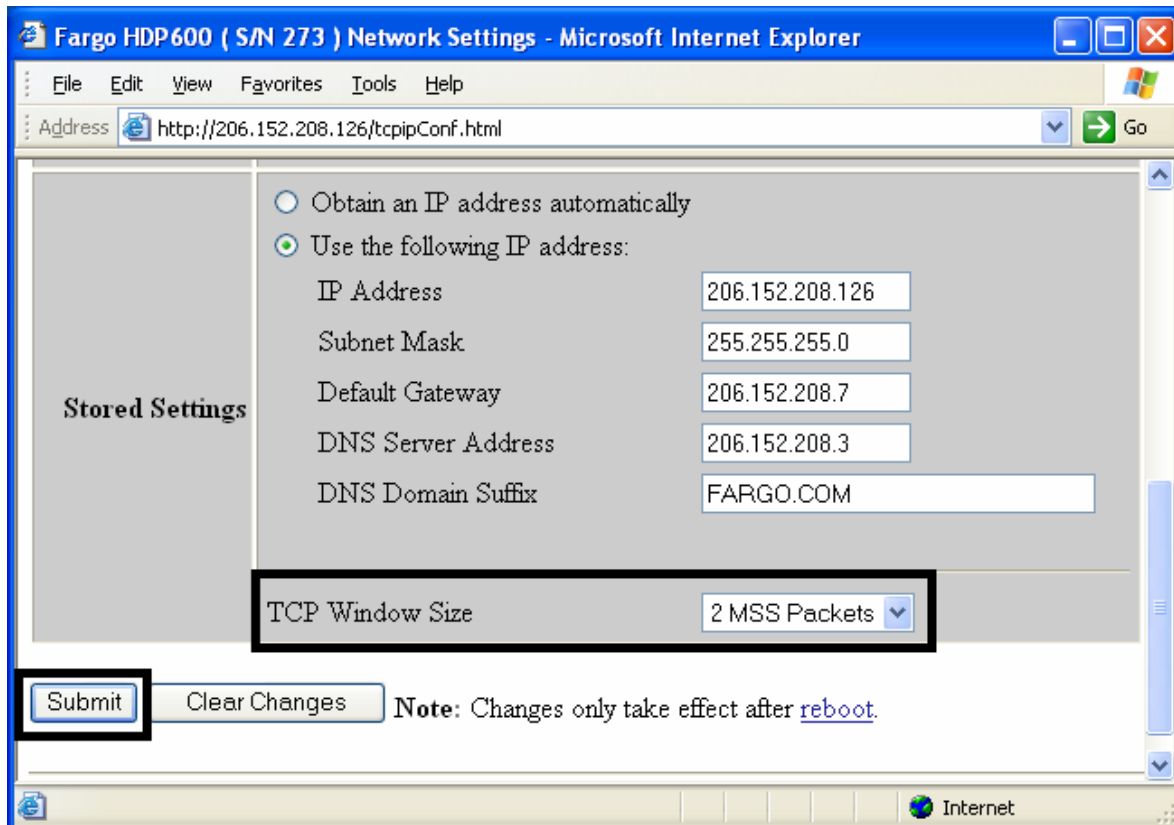 Fargo HDP600 ( S/N 273 ) Network Settings - Microsoft Internet Explorer
File Edit View Favorites Tools Help
Address http://206.152.208.126/tcpipConf.html Go
Obtain an IP address automatically
Use the following IP address:
IP Address 206.152.208.126
Subnet Mask 255.255.255.0
Default Gateway 206.152.208.7
Stored Settings
DNS Server Address 206.152.208.3
DNS Domain Suffix FARGO.COM
TCP Window Size 2 MSS Packets
Submit Clear Changes Note: Changes only take effect after reboot.
Internet